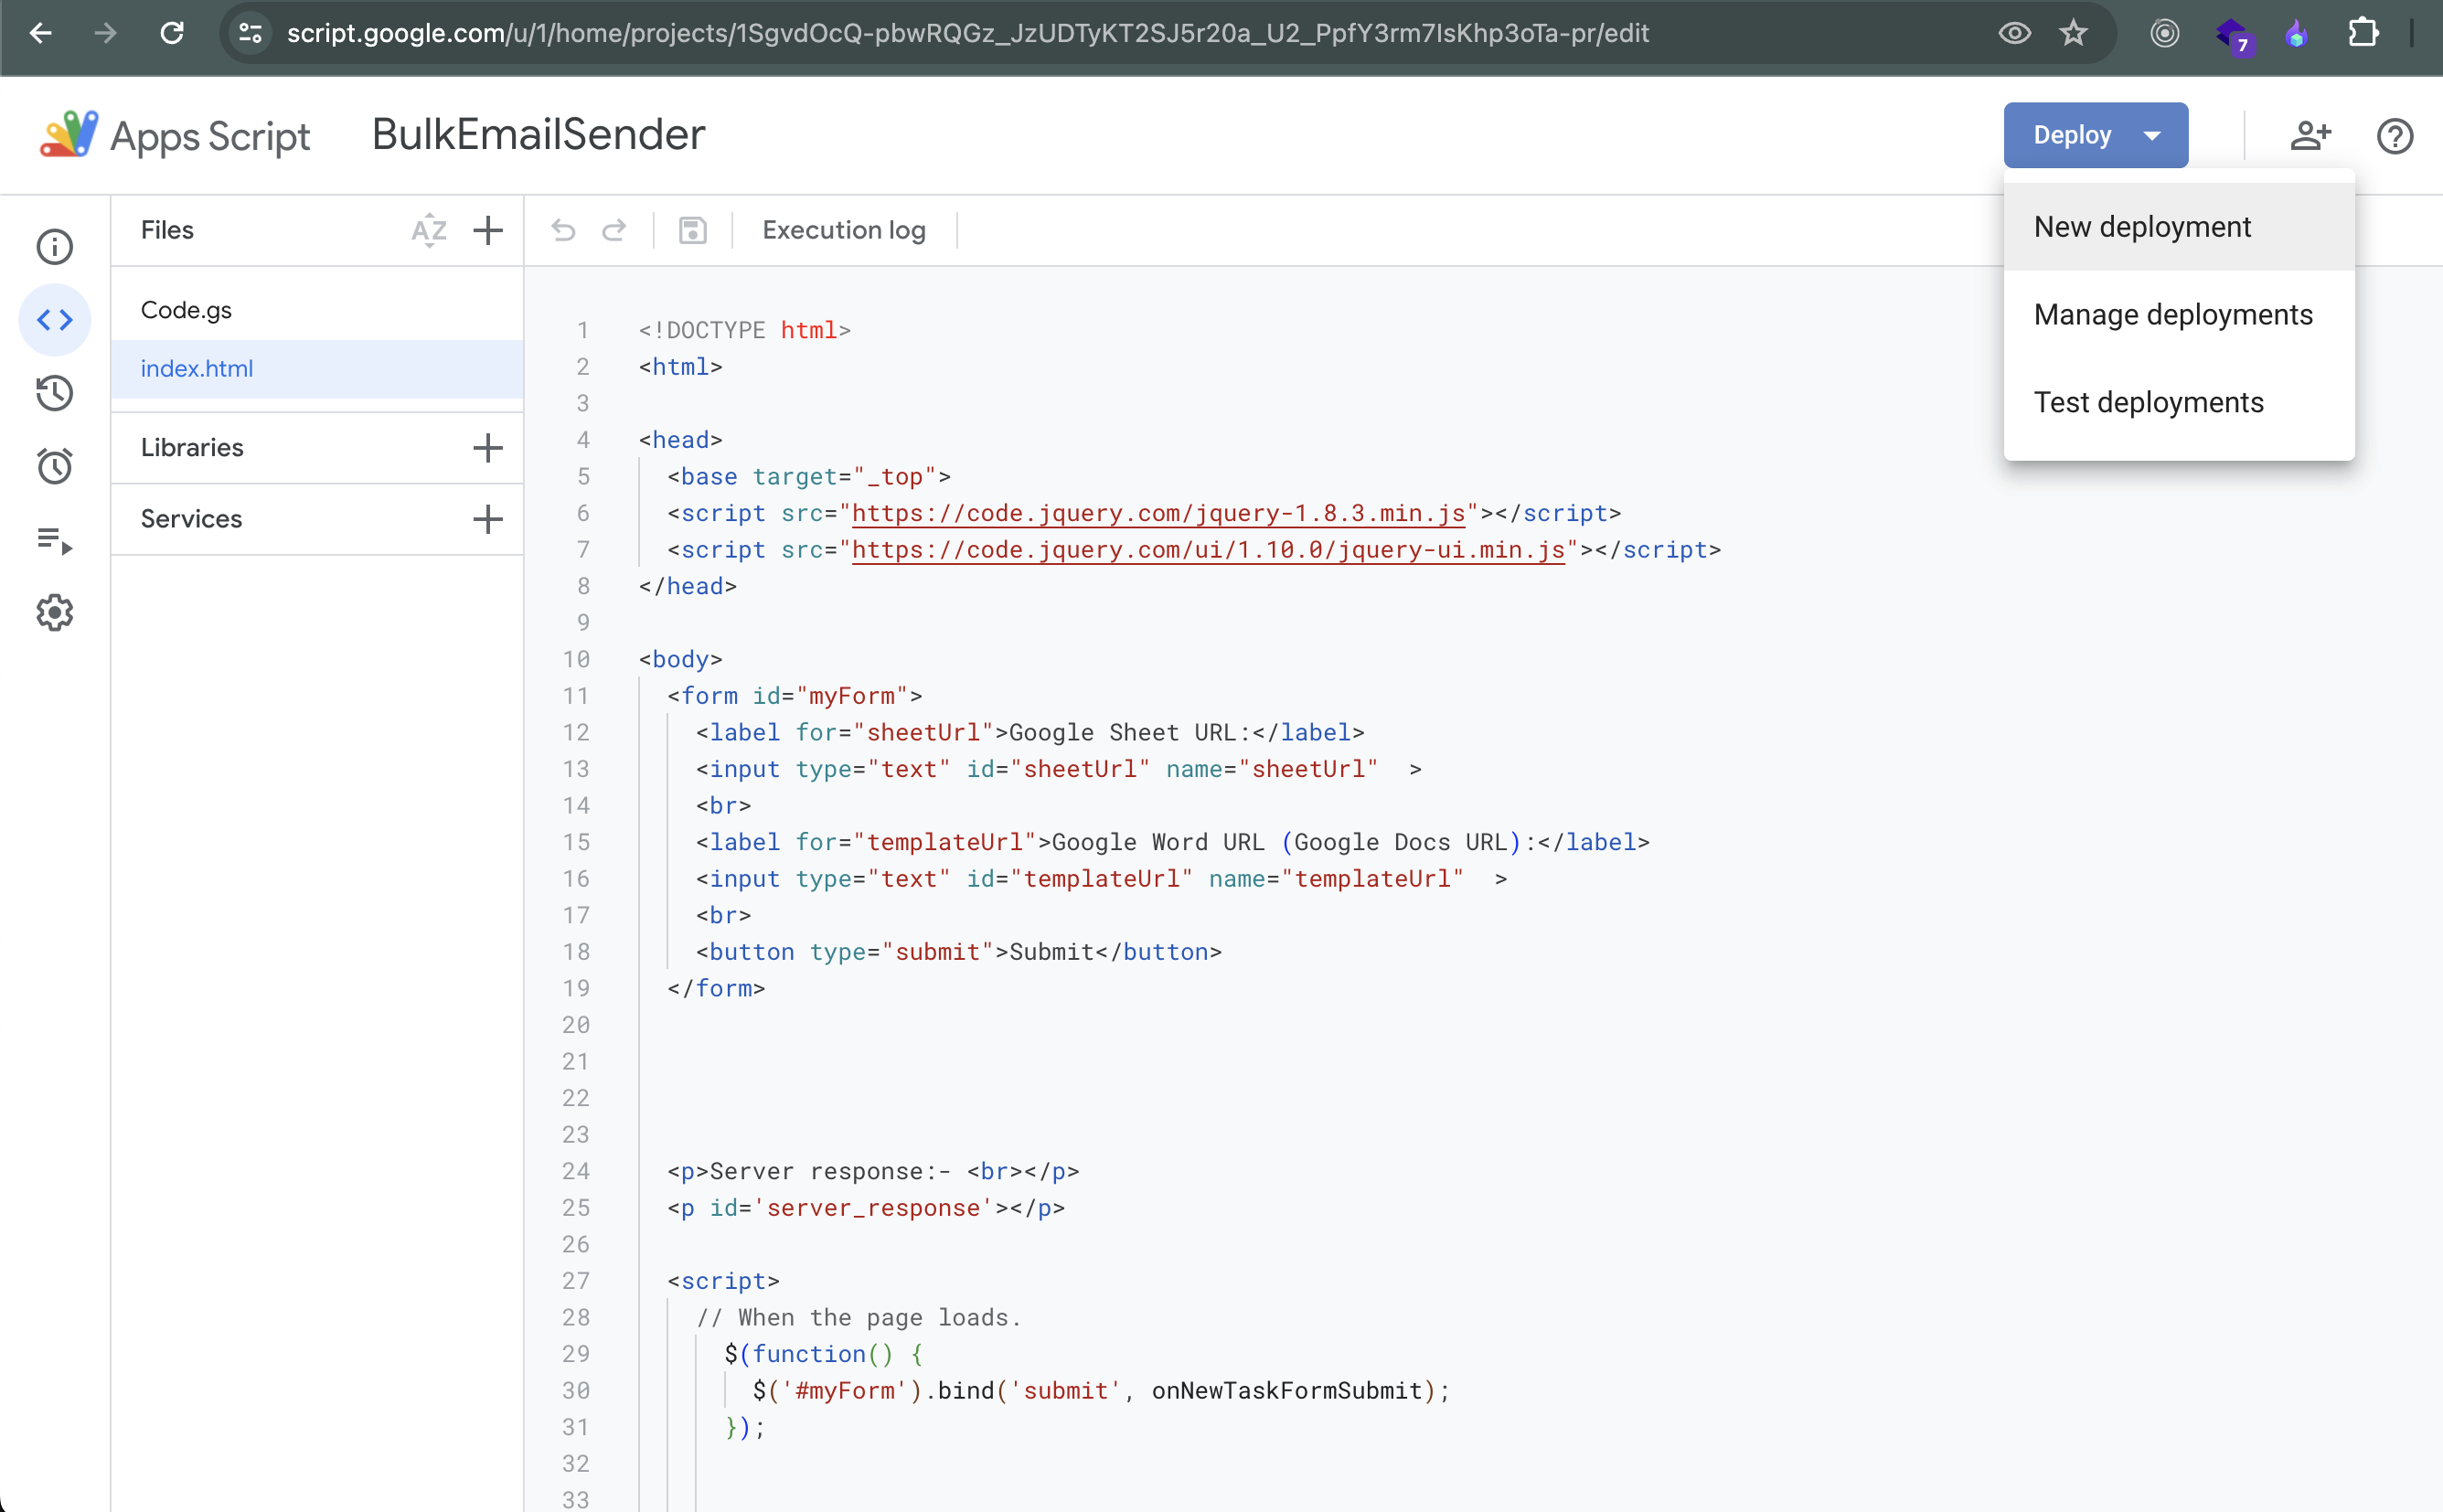 script.google.com/u/1/home/projects/1SgvdOcQ-pbwRQGz_JzUDTyKT2SJ5r20a_U2_PpfY3rm7IsKhp3oTa-pr/edit
7
Apps Script
BulkEmailSender
Deploy
New deployment
Manage deployments
Test deployments
Files
AZ
Execution log
Code.gs
index.html
Libraries
Services
1 <!DOCTYPE html>
2 <html>
3
4 <head>
5 <base target="_top">
6 <script src="https://code.jquery.com/jquery-1.8.3.min.js"></script>
7 <script src="https://code.jquery.com/ui/1.10.0/jquery-ui.min.js"></script>
8 </head>
9
10 <body>
11 <form id="myForm">
12 <label for="sheetUrl">Google Sheet URL:</label>
13 <input type="text" id="sheetUrl" name="sheetUrl"  >
14 <br>
15 <label for="templateUrl">Google Word URL (Google Docs URL):</label>
16 <input type="text" id="templateUrl" name="templateUrl"  >
17 <br>
18 <button type="submit">Submit</button>
19 </form>
20
21
22
23
24 <p>Server response:- <br></p>
25 <p id='server_response'></p>
26
27 <script>
28 // When the page loads.
29 $(function() {
30 $('#myForm').bind('submit', onNewTaskFormSubmit);
31 });
32
33